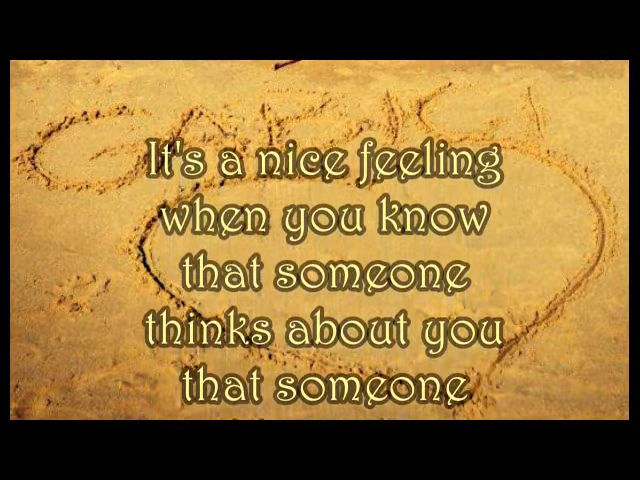 It's a nice feeling
when you know
that someone
thinks about you
that someone